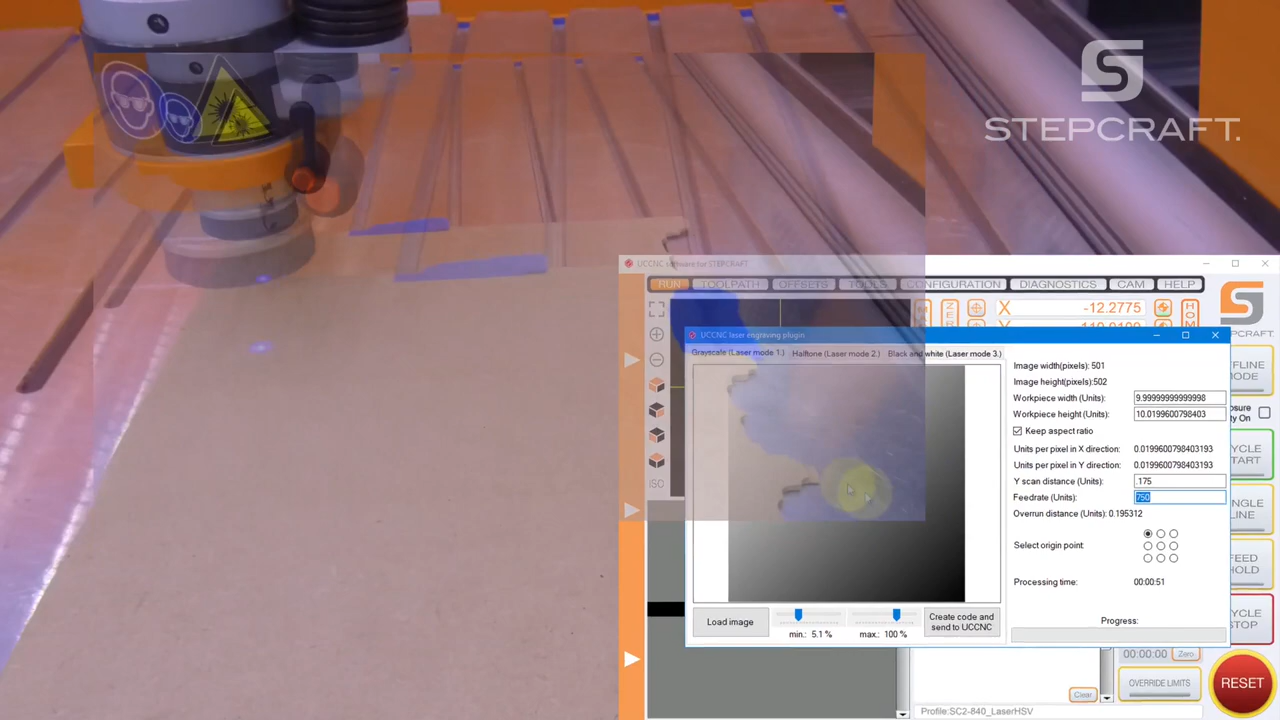 STEPCRAFT.
UCCNC software for STEPCRAFT
RUN TOOLPATH OFFSETS TOOLS CONFIGURATION DIAGNOSTICS CAM HELP
X -12.2775
UCCNC laser engraving plugin
Grayscale (Laser mode 1.) Halftone (Laser mode 2.) Black and white (Laser mode 3.)
Image width(pixels): 501
Image height(pixels):502
Workpiece width (Units): 9.99999999999998
Workpiece height (Units): 10.0199600798403
Keep aspect ratio
Units per pixel in X direction: 0.0199600798403193
Units per pixel in Y direction: 0.0199600798403193
Y scan distance (Units): .175
Feedrate (Units): 750
Overrun distance (Units): 0.195312
Select origin point:
Processing time: 00:00:51
Load image
min.: 5.1 %
max.: 100 %
Create code and
send to UCCNC
Progress:
ISO
MODE
START
LINE
HOLD
STOP
00:00:00 Zero
Clear
OVERRIDE LIMITS
RESET
Profile:SC2-840_LaserHSV